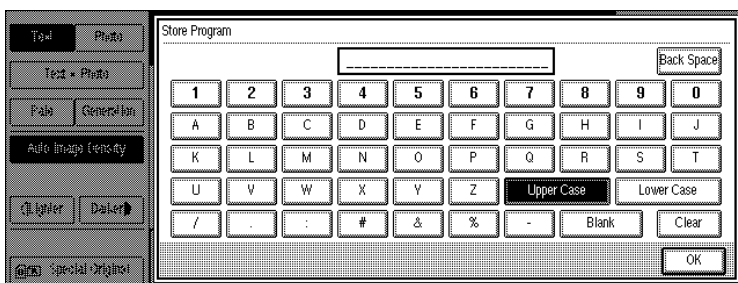 Text Photo
Text • Photo
Pale Generation
Auto Image Density
Lighter Darker
Special Original
Store Program
Back Space
1 2 3 4 5 6 7 8 9 0
A B C D E F G H I J
K L M N O P Q R S T
U V W X Y Z Upper Case Lower Case
/ . : # & % - Blank Clear
OK